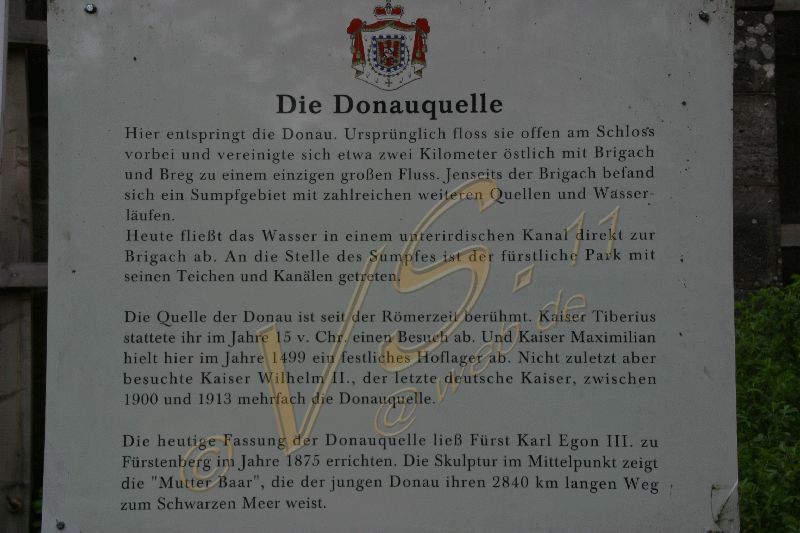 Die Donauquelle
Hier entspringt die Donau. Ursprünglich floss sie offen am Schloss
vorbei und vereinigte sich etwa zwei Kilometer östlich mit Brigach
und Breg zu einem einzigen großen Fluss. Jenseits der Brigach befand
sich ein Sumpfgebiet mit zahlreichen weiteren Quellen und Wasser-
läufen.
Heute fließt das Wasser in einem unterirdischen Kanal direkt zur
Brigach ab. An die Stelle des Sumpfes ist der fürstliche Park mit
seinen Teichen und Kanälen getreten.
Die Quelle der Donau ist seit der Römerzeit berühmt. Kaiser Tiberius
stattete ihr im Jahre 15 v. Chr. einen Besuch ab. Und Kaiser Maximilian
hielt hier im Jahre 1499 ein festliches Hoflager ab. Nicht zuletzt aber
besuchte Kaiser Wilhelm II., der letzte deutsche Kaiser, zwischen
1900 und 1913 mehrfach die Donauquelle.
Die heutige Fassung der Donauquelle ließ Fürst Karl Egon III. zu
Fürstenberg im Jahre 1875 errichten. Die Skulptur im Mittelpunkt zeigt
die "Mutter Baar", die der jungen Donau ihren 2840 km langen Weg
zum Schwarzen Meer weist.
© VS. 11
@ web.de